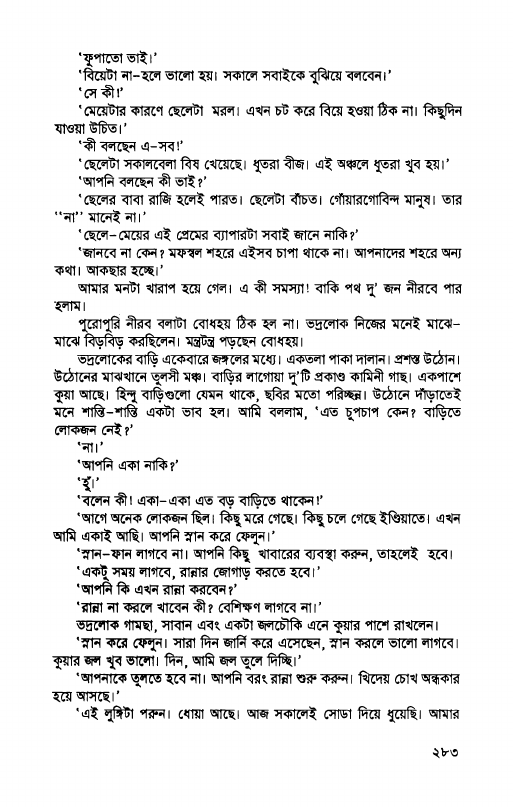 ‘ফুপাতো ভাই।’
‘বিয়েটা না-হলে ভালো হয়। সকালে সবাইকে বুঝিয়ে বলবেন।’
‘সে কী!’
‘মেয়েটার কারণে ছেলেটা মরল। এখন চট করে বিয়ে হওয়া ঠিক না। কিছুদিন
যাওয়া উচিত।’
‘কী বলছেন এ-সব!’
‘ছেলেটা সকালবেলা বিষ খেয়েছে। ধুতরা বীজ। এই অঞ্চলে ধুতরা খুব হয়।’
‘আপনি বলছেন কী ভাই?’
‘ছেলের বাবা রাজি হলেই পারত। ছেলেটা বাঁচত। গোঁয়ারগোবিন্দ মানুষ। তার
‘‘না’’ মানেই না।’
‘ছেলে-মেয়ের এই প্রেমের ব্যাপারটা সবাই জানে নাকি?’
‘জানবে না কেন? মফস্বল শহরে এইসব চাপা থাকে না। আপনাদের শহরে অন্য
কথা। আকছার হচ্ছে।’
আমার মনটা খারাপ হয়ে গেল। এ কী সমস্যা! বাকি পথ দু’ জন নীরবে পার
হলাম।
পুরোপুরি নীরব বলাটা বোধহয় ঠিক হল না। ভদ্রলোক নিজের মনেই মাঝে-
মাঝে বিড়বিড় করছিলেন। মন্ত্রটন্ত্র পড়ছেন বোধহয়।
ভদ্রলোকের বাড়ি একেবারে জঙ্গলের মধ্যে। একতলা পাকা দালান। প্রশস্ত উঠোন।
উঠোনের মাঝখানে তুলসী মঞ্চ। বাড়ির লাগোয়া দু’টি প্রকাণ্ড কামিনী গাছ। একপাশে
কুয়া আছে। হিন্দু বাড়িগুলো যেমন থাকে, ছবির মতো পরিচ্ছন্ন। উঠোনে দাঁড়াতেই
মনে শান্তি-শান্তি একটা ভাব হল। আমি বললাম, ‘এত চুপচাপ কেন? বাড়িতে
লোকজন নেই?’
‘না।’
‘আপনি একা নাকি?’
‘হুঁ।’
‘বলেন কী! একা-একা এত বড় বাড়িতে থাকেন!’
‘আগে অনেক লোকজন ছিল। কিছু মরে গেছে। কিছু চলে গেছে ইণ্ডিয়াতে। এখন
আমি একাই আছি। আপনি স্নান করে ফেলুন।’
‘স্নান-ফান লাগবে না। আপনি কিছু খাবারের ব্যবস্থা করুন, তাহলেই হবে।
‘একটু সময় লাগবে, রান্নার জোগাড় করতে হবে।’
‘আপনি কি এখন রান্না করবেন?’
‘রান্না না করলে খাবেন কী? বেশিক্ষণ লাগবে না।’
ভদ্রলোক গামছা, সাবান এবং একটা জলচৌকি এনে কুয়ার পাশে রাখলেন।
‘স্নান করে ফেলুন। সারা দিন জার্নি করে এসেছেন, স্নান করলে ভালো লাগবে।
কুয়ার জল খুব ভালো। দিন, আমি জল তুলে দিচ্ছি।’
‘আপনাকে তুলতে হবে না। আপনি বরং রান্না শুরু করুন। খিদেয় চোখ অন্ধকার
হয়ে আসছে।’
‘এই লুঙ্গিটা পরুন। ধোয়া আছে। আজ সকালেই সোডা দিয়ে ধুয়েছি। আমার
২৮৩